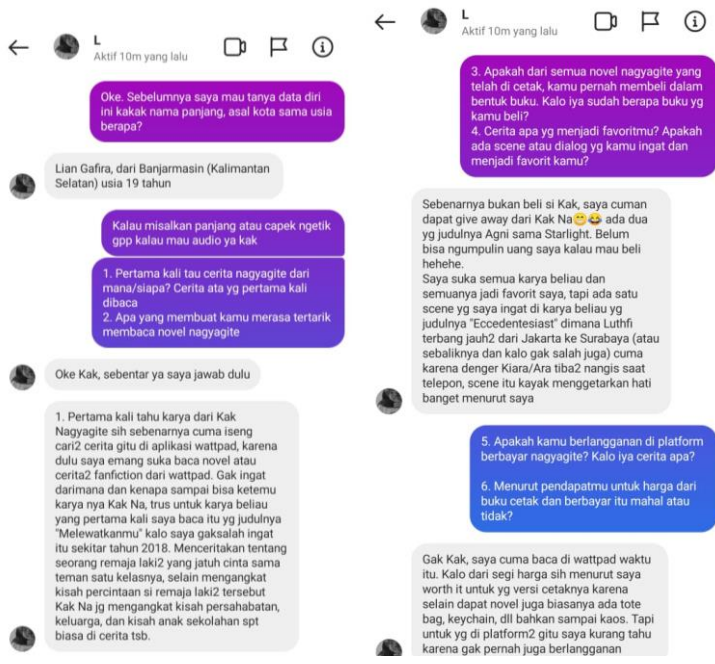 L
Aktif 10m yang lalu
Oke. Sebelumnya saya mau tanya data diri
ini kakak nama panjang, asal kota sama usia
berapa?
Lian Gafira, dari Banjarmasin (Kalimantan
Selatan) usia 19 tahun
Kalau misalkan panjang atau capek ngetik
gpp kalau mau audio ya kak
1. Pertama kali tau cerita nagyagite dari
mana/siapa? Cerita ata yg pertama kali
dibaca
2. Apa yang membuat kamu merasa tertarik
membaca novel nagyagite
Oke Kak, sebentar ya saya jawab dulu
1. Pertama kali tahu karya dari Kak
Nagyagite sih sebenarnya cuma iseng
cari2 cerita gitu di aplikasi wattpad, karena
dulu saya emang suka baca novel atau
cerita2 fanfiction dari wattpad. Gak ingat
darimana dan kenapa sampai bisa ketemu
karya nya Kak Na, trus untuk karya beliau
yang pertama kali saya baca itu yg judulnya
"Melewatkanmu" kalo saya gaksalah ingat
itu sekitar tahun 2018. Menceritakan tentang
seorang remaja laki2 yang jatuh cinta sama
teman satu kelasnya, selain mengangkat
kisah percintaan si remaja laki2 tersebut
Kak Na jg mengangkat kisah persahabatan,
keluarga, dan kisah anak sekolahan spt
biasa di cerita tsb.
L
Aktif 10m yang lalu
3. Apakah dari semua novel nagyagite yang
telah di cetak, kamu pernah membeli dalam
bentuk buku. Kalo iya sudah berapa buku yg
kamu beli?
4. Cerita apa yg menjadi favoritmu? Apakah
ada scene atau dialog yg kamu ingat dan
menjadi favorit kamu?
Sebenarnya bukan beli si Kak, saya cuman
dapat give away dari Kak Na😁😂 ada dua
yg judulnya Agni sama Starlight. Belum
bisa ngumpulin uang saya kalau mau beli
hehehe.
Saya suka semua karya beliau dan
semuanya jadi favorit saya, tapi ada satu
scene yg saya ingat di karya beliau yg
judulnya "Eccedentesiast" dimana Luthfi
terbang jauh2 dari Jakarta ke Surabaya (atau
sebaliknya dan kalo gak salah juga) cuma
karena denger Kiara/Ara tiba2 nangis saat
telepon, scene itu kayak menggetarkan hati
banget menurut saya
5. Apakah kamu berlangganan di platform
berbayar nagyagite? Kalo iya cerita apa?
6. Menurut pendapatmu untuk harga dari
buku cetak dan berbayar itu mahal atau
tidak?
Gak Kak, saya cuma baca di wattpad waktu
itu. Kalo dari segi harga sih menurut saya
worth it untuk yg versi cetaknya karena
selain dapat novel juga biasanya ada tote
bag, keychain, dll bahkan sampai kaos. Tapi
untuk yg di platform2 gitu saya kurang tahu
karena gak pernah juga berlangganan